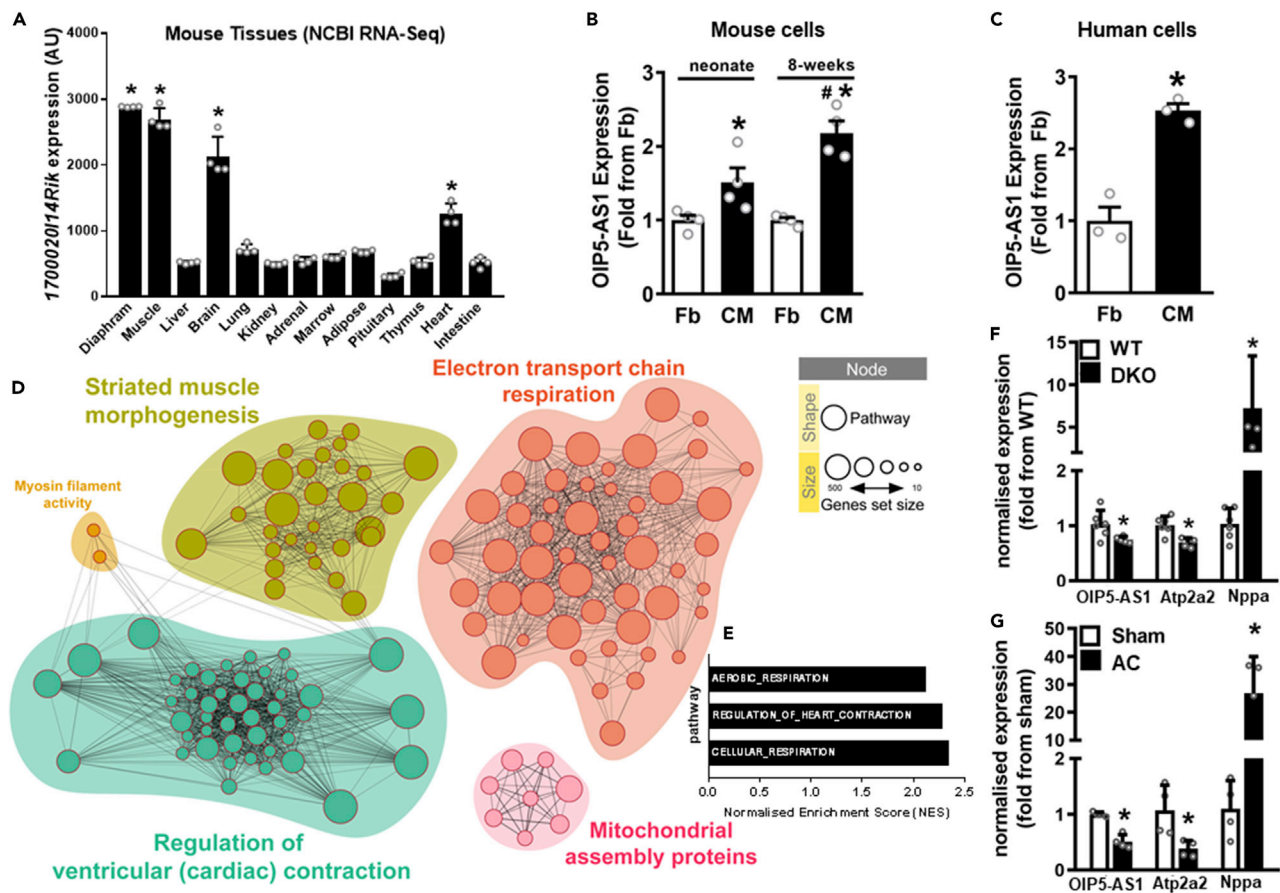 A
Mouse Tissues (NCBI RNA-Seq)
1700020I14Rik expression (AU)
4000
3000
2000
1000
0
* * * *
Diaphram
Muscle
Liver
Brain
Lung
Kidney
Adrenal
Marrow
Adipose
Pituitary
Thymus
Heart
Intestine
B
Mouse cells
neonate 8-weeks
OIP5-AS1 Expression
(Fold from Fb)
3
2
1
0
* # *
Fb CM Fb CM
C
Human cells
OIP5-AS1 Expression
(Fold from Fb)
3
2
1
0
*
Fb CM
D
Striated muscle
morphogenesis
Electron transport chain
respiration
Myosin filament
activity
Regulation of
ventricular (cardiac) contraction
Mitochondrial
assembly proteins
Node
Shape
Pathway
Size
500 10
Genes set size
E
pathway
AEROBIC_RESPIRATION
REGULATION_OF_HEART_CONTRACTION
CELLULAR_RESPIRATION
0.0 0.5 1.0 1.5 2.0 2.5
Normalised Enrichment Score (NES)
F
WT
DKO
normalised expression
(fold from WT)
15
10
5
2
1
0
* * *
OIP5-AS1 Atp2a2 Nppa
G
Sham
AC
normalised expression
(fold from sham)
50
40
30
20
10
2
1
0
* * *
OIP5-AS1 Atp2a2 Nppa